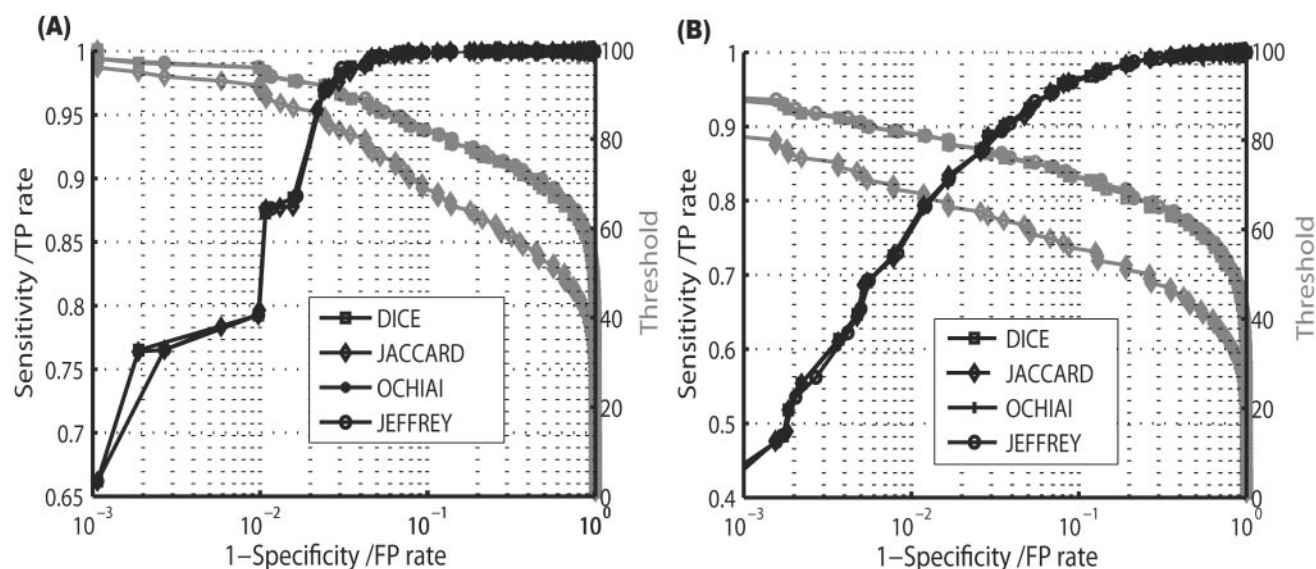 (A)
Sensitivity /TP rate
1
0.95
0.9
0.85
0.8
0.75
0.7
0.65
100
80
60
40
20
0
Threshold
DICE
JACCARD
OCHIAI
JEFFREY
10−3
10−2
10−1
10 0
1−Specificity /FP rate
(B)
Sensitivity /TP rate
1
0.9
0.8
0.7
0.6
0.5
0.4
100
80
60
40
20
0
Threshold
DICE
JACCARD
OCHIAI
JEFFREY
10−3
10−2
10−1
10 0
1−Specificity /FP rate